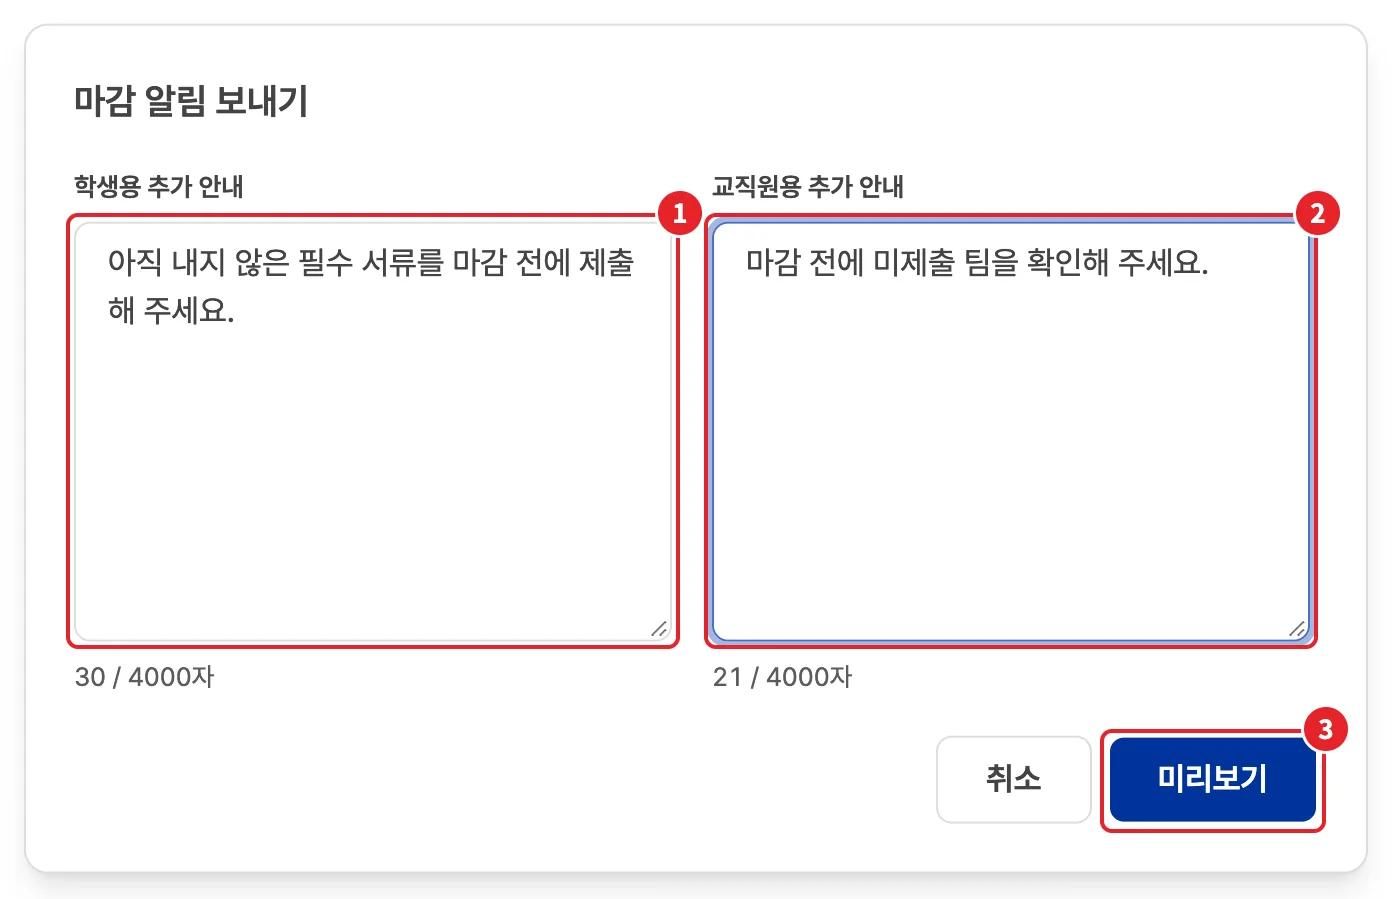 마감 알림 보내기
학생용 추가 안내
1
아직 내지 않은 필수 서류를 마감 전에 제출
해 주세요.
30 / 4000자
교직원용 추가 안내
2
마감 전에 미제출 팀을 확인해 주세요.
21 / 4000자
취소
미리보기
3